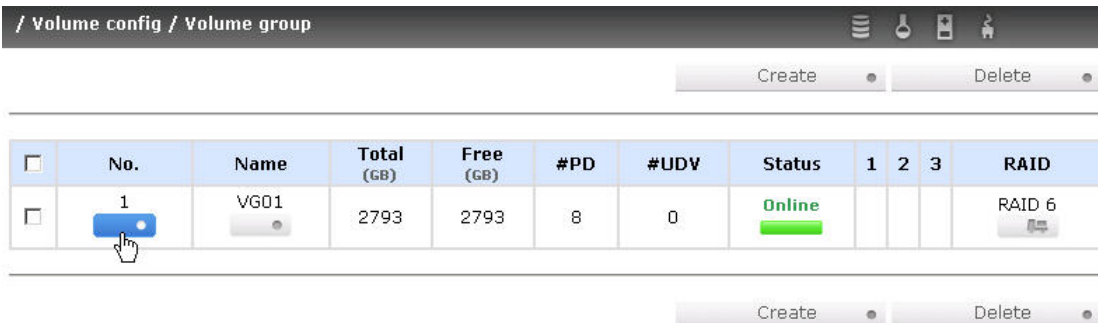 / Volume config / Volume group
Create Delete
No. Name Total (GB) Free (GB) #PD #UDV Status 1 2 3 RAID
1 VG01 2793 2793 8 0 Online RAID 6
Create Delete